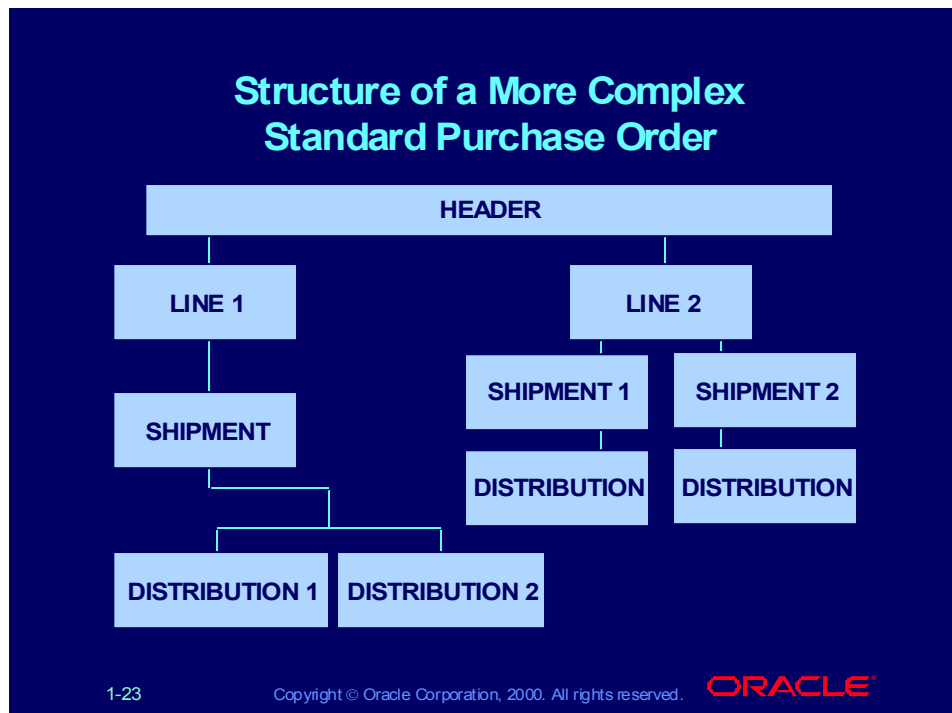 Structure of a More Complex
Standard Purchase Order
HEADER
LINE 1
LINE 2
SHIPMENT 1
SHIPMENT 2
SHIPMENT
DISTRIBUTION
DISTRIBUTION
DISTRIBUTION 1
DISTRIBUTION 2
1-23
Copyright © Oracle Corporation, 2000. All rights reserved.
ORACLE®